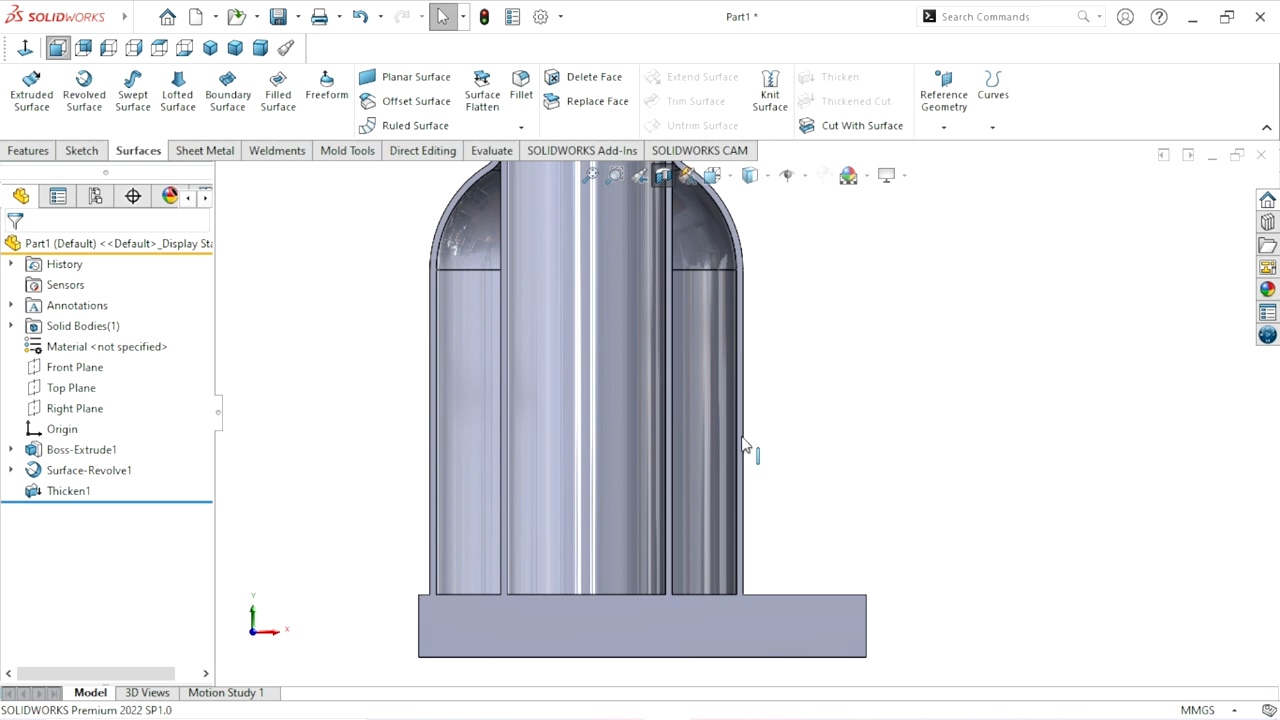 SOLIDWORKS
Part1 *
Search Commands
Extruded Surface
Revolved Surface
Swept Surface
Lofted Surface
Boundary Surface
Filled Surface
Freeform
Planar Surface
Offset Surface
Ruled Surface
Surface Flatten
Fillet
Delete Face
Replace Face
Extend Surface
Trim Surface
Untrim Surface
Knit Surface
Thicken
Thickened Cut
Cut With Surface
Reference Geometry
Curves
Features
Sketch
Surfaces
Sheet Metal
Weldments
Mold Tools
Direct Editing
Evaluate
SOLIDWORKS Add-Ins
SOLIDWORKS CAM
Part1 (Default) <<Default>_Display Sta
History
Sensors
Annotations
Solid Bodies(1)
Material <not specified>
Front Plane
Top Plane
Right Plane
Origin
Boss-Extrude1
Surface-Revolve1
Thicken1
Y
X
Model
3D Views
Motion Study 1
SOLIDWORKS Premium 2022 SP1.0
MMGS